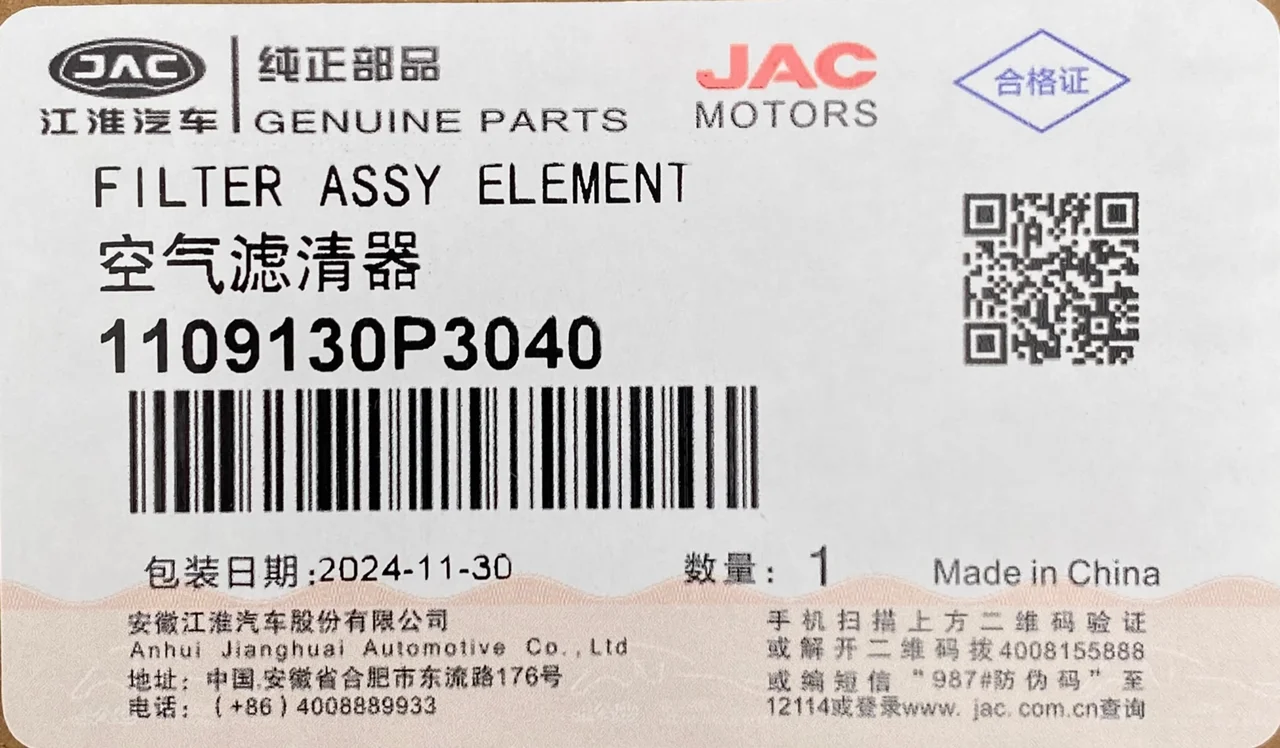 JAC
江淮汽车
纯正部品
GENUINE PARTS
JAC
MOTORS
合格证
FILTER ASSY ELEMENT
空气滤清器
1109130P3040
包装日期:2024-11-30
数量: 1
Made in China
安徽江淮汽车股份有限公司
Anhui Jianghuai Automotive Co.,Ltd
地址: 中国,安徽省合肥市东流路176号
电话: (+86)4008889933
手机扫描上方二维码验证
或解开二维码拨4008155888
或编短信“987#防伪码”至
12114或登录www. jac. com.cn查询